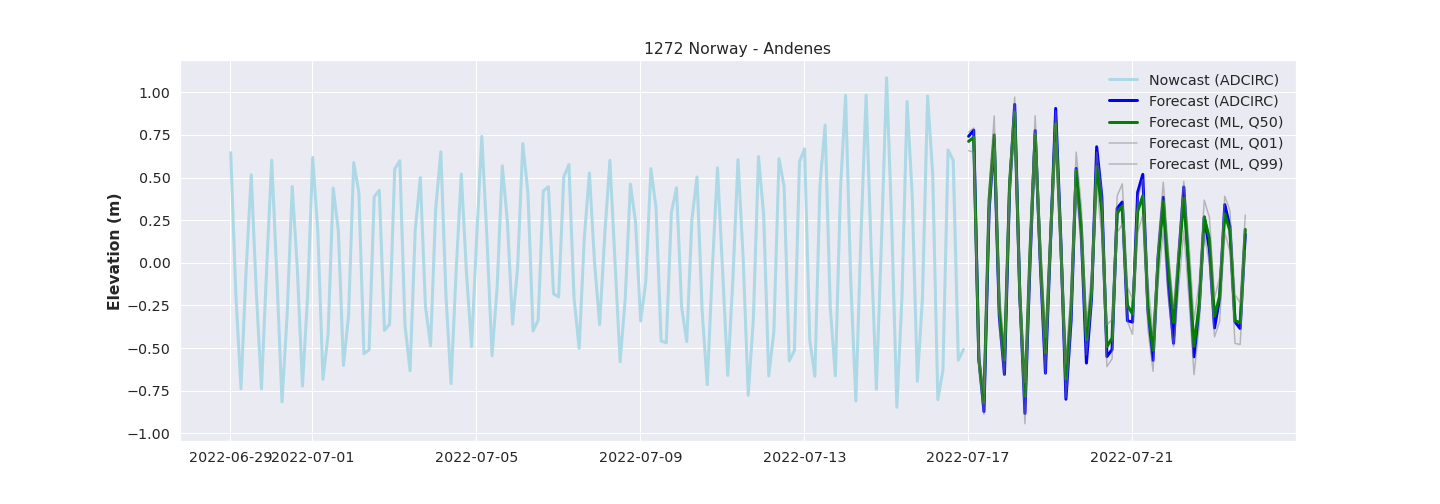 1272 Norway - Andenes
Nowcast (ADCIRC)
Forecast (ADCIRC)
Forecast (ML, Q50)
Forecast (ML, Q01)
Forecast (ML, Q99)
Elevation (m)
1.00
0.75
0.50
0.25
0.00
−0.25
−0.50
−0.75
−1.00
2022-06-29 2022-07-01 2022-07-05 2022-07-09 2022-07-13 2022-07-17 2022-07-21